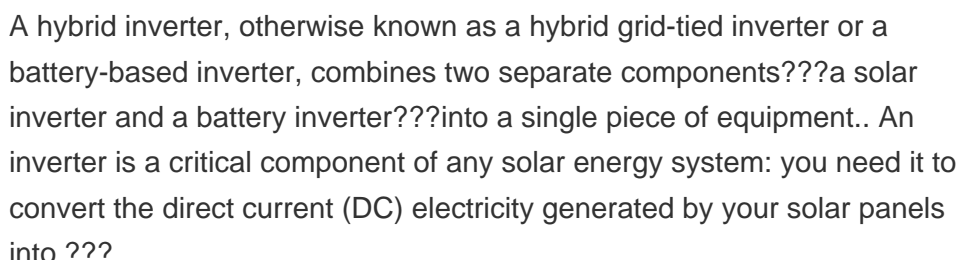 A hybrid inverter, otherwise known as a hybrid grid-tied inverter or a
battery-based inverter, combines two separate components???a solar
inverter and a battery inverter???into a single piece of equipment.. An
inverter is a critical component of any solar energy system: you need it to
convert the direct current (DC) electricity generated by your solar panels
into ???